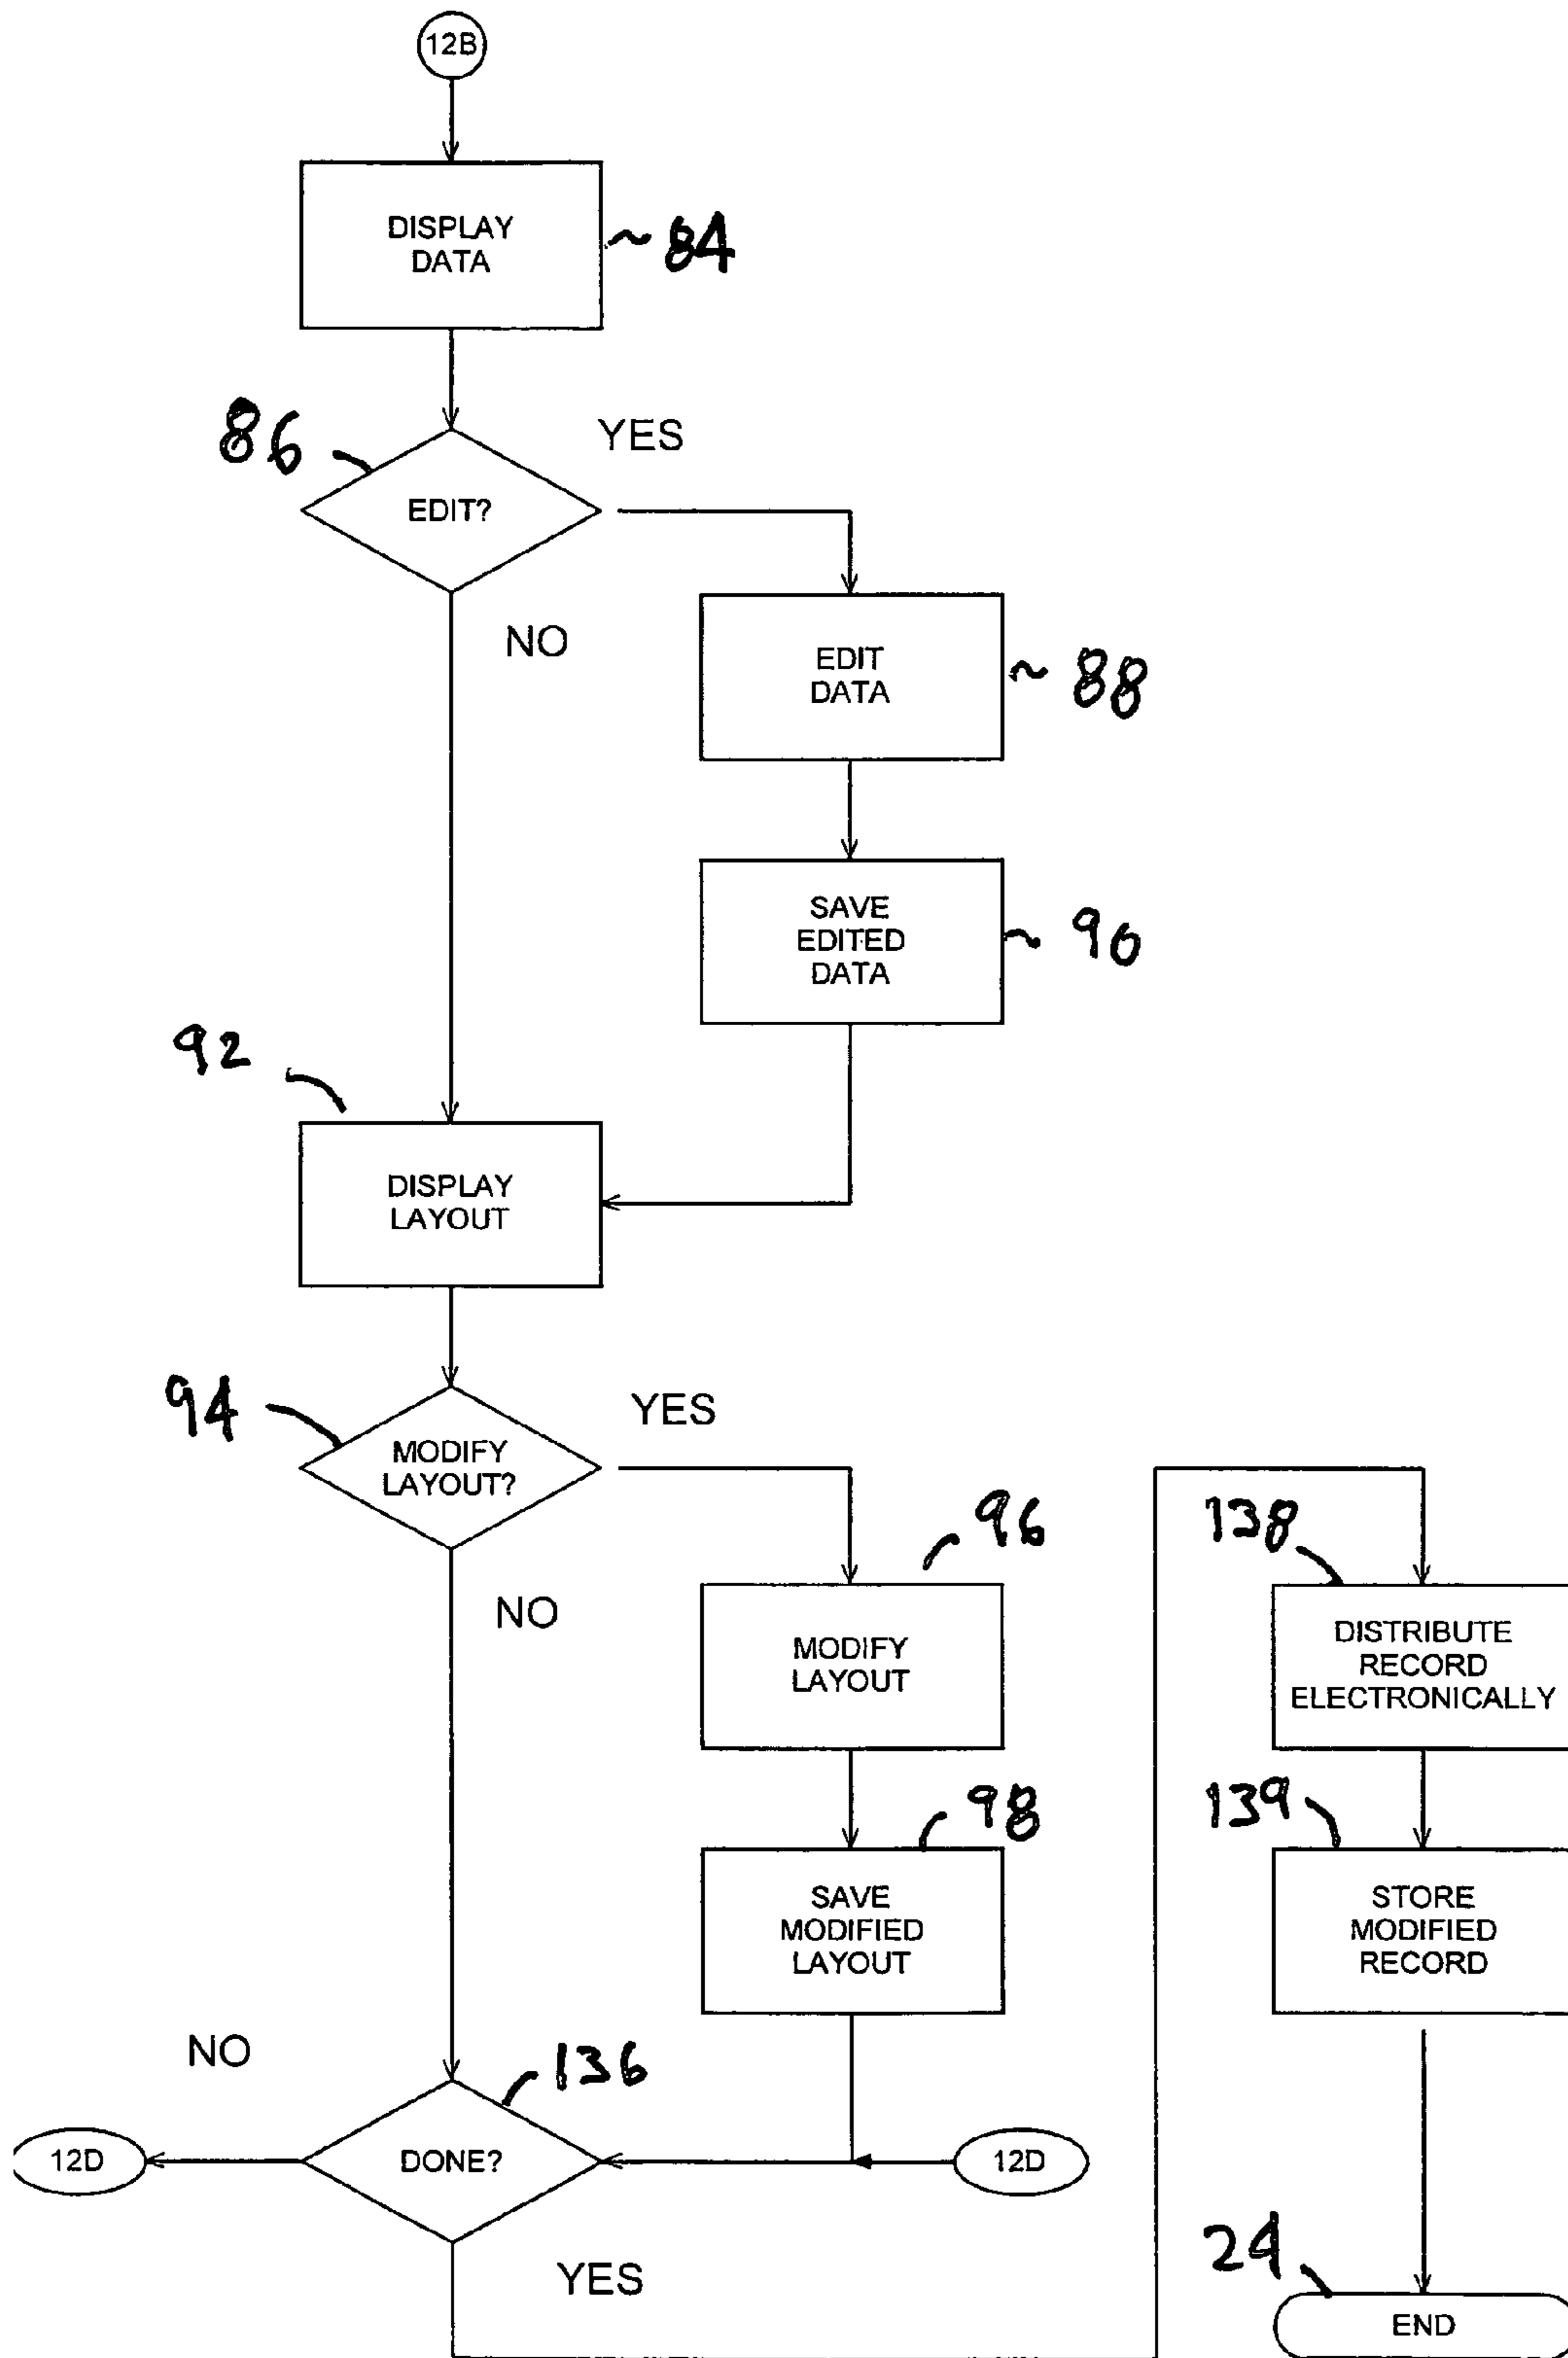 12B
DISPLAY
DATA
84
86
YES
EDIT?
NO
EDIT
DATA
88
SAVE
EDITED
DATA
90
92
DISPLAY
LAYOUT
94
YES
MODIFY
LAYOUT?
NO
96
MODIFY
LAYOUT
98
SAVE
MODIFIED
LAYOUT
NO
136
12D
DONE?
12D
YES
138
DISTRIBUTE
RECORD
ELECTRONICALLY
139
STORE
MODIFIED
RECORD
24
END